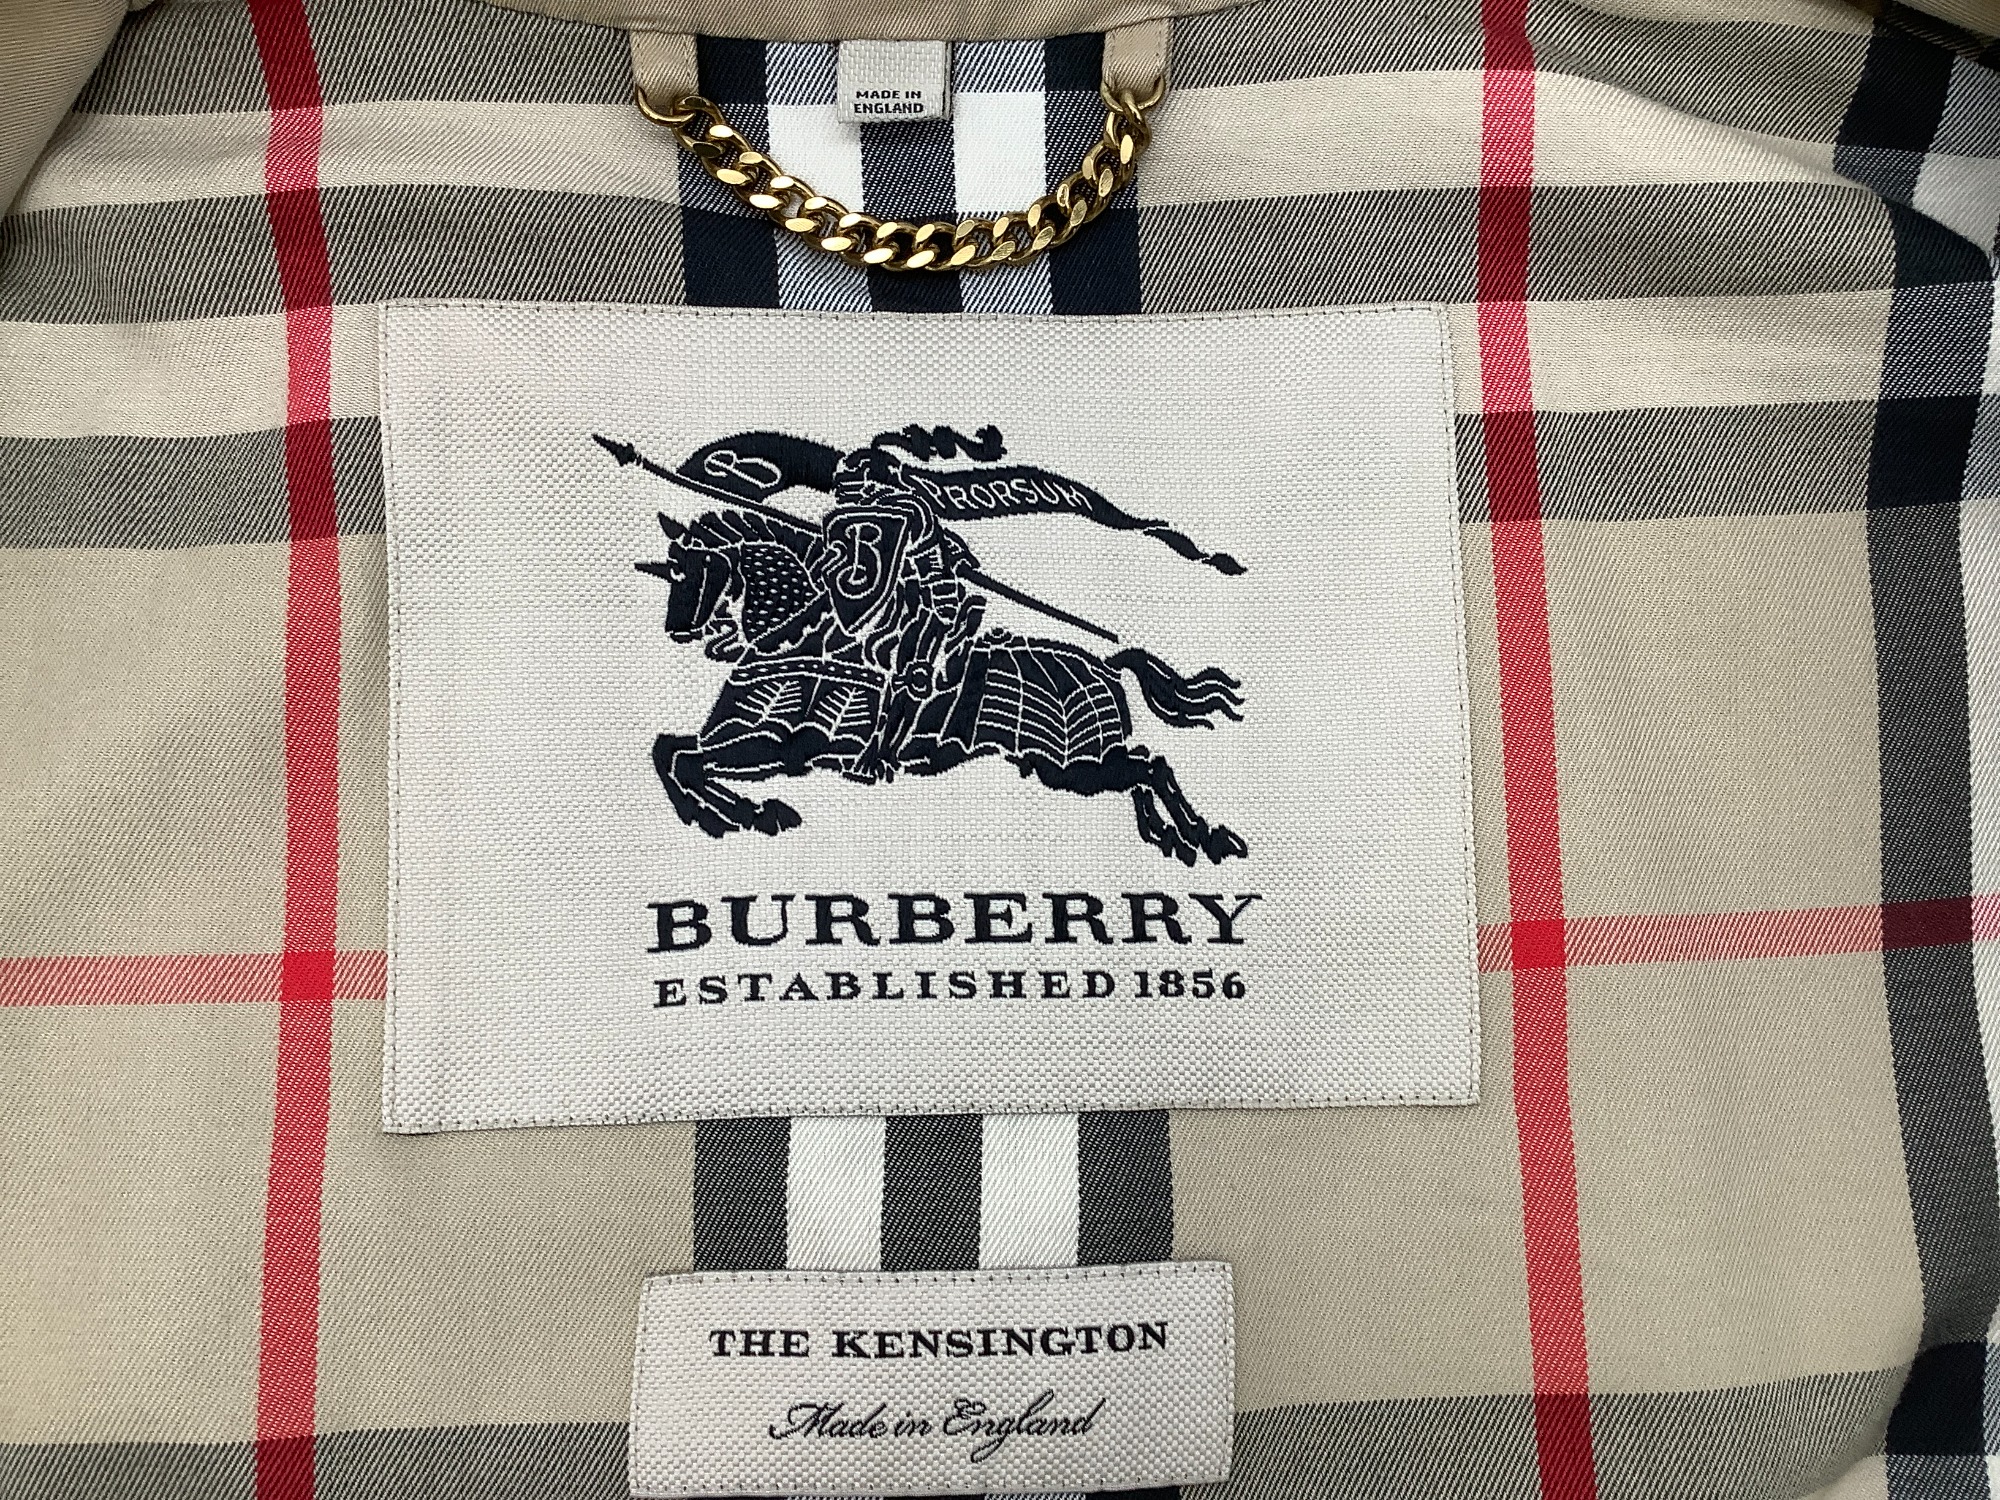 MADE IN
ENGLAND
B
PRORSUM
B
BURBERRY
ESTABLISHED 1856
THE KENSINGTON
Made in England